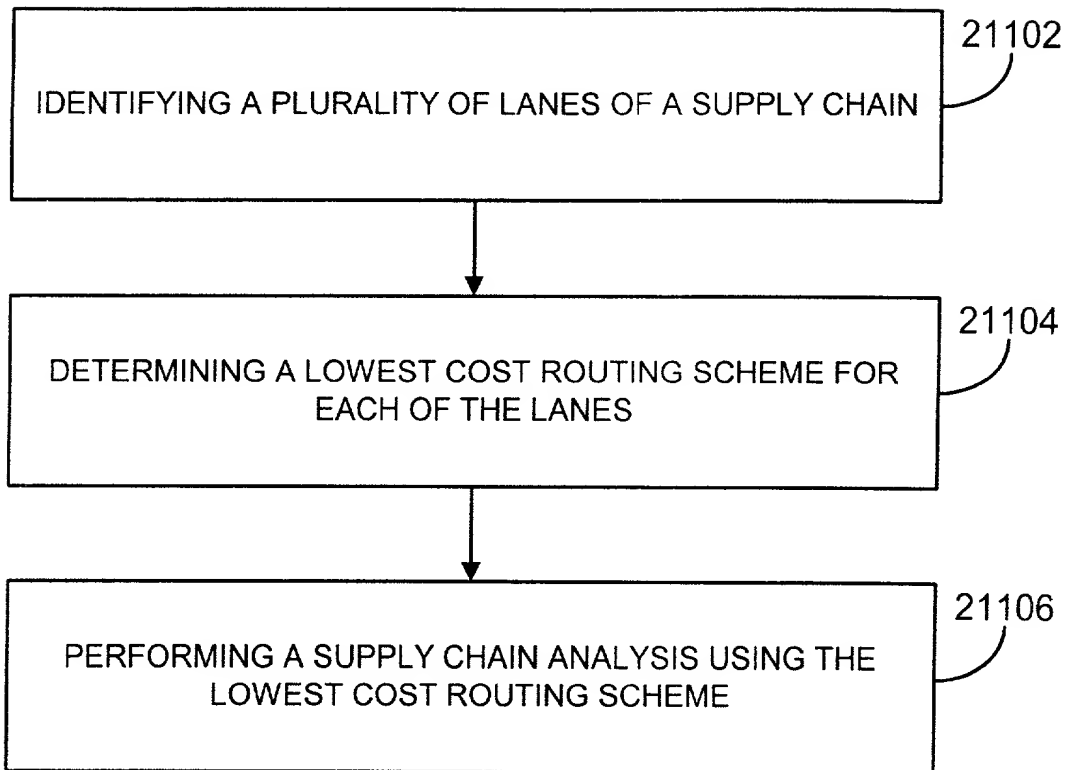 21102
IDENTIFYING A PLURALITY OF LANES OF A SUPPLY CHAIN
21104
DETERMINING A LOWEST COST ROUTING SCHEME FOR
EACH OF THE LANES
21106
PERFORMING A SUPPLY CHAIN ANALYSIS USING THE
LOWEST COST ROUTING SCHEME